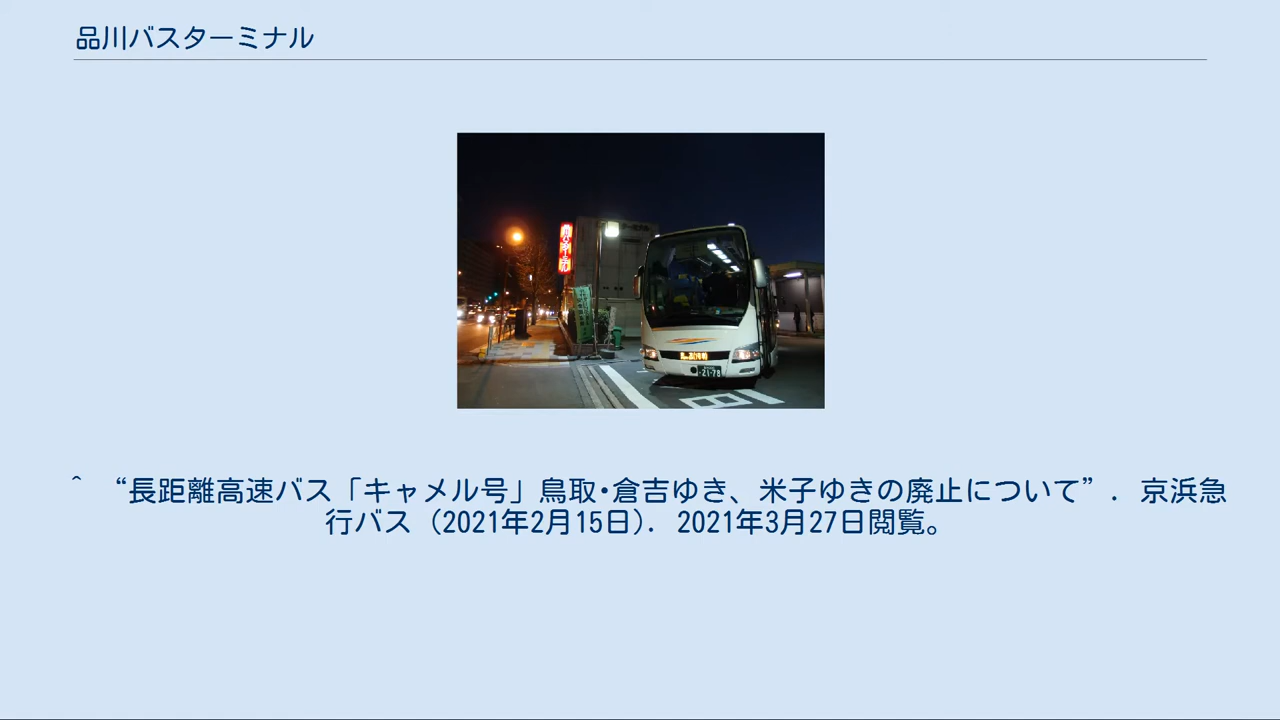 品川バスターミナル
21-78
^ “長距離高速バス「キャメル号」鳥取・倉吉ゆき、米子ゆきの廃止について”. 京浜急
行バス (2021年2月15日). 2021年3月27日閲覧。